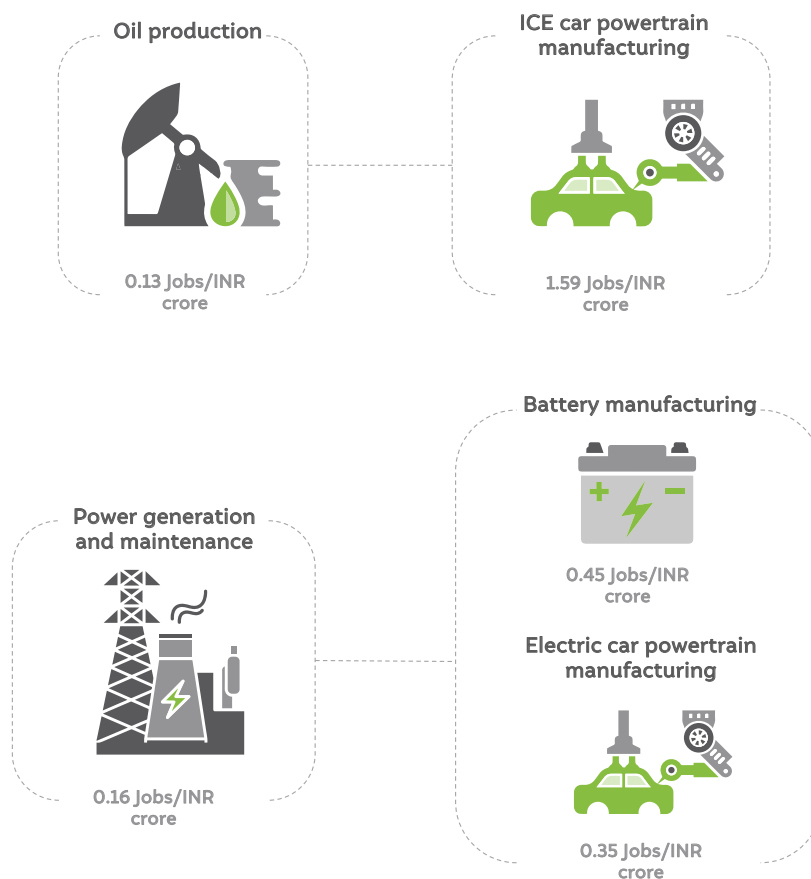 Oil production
0.13 Jobs/INR
crore
ICE car powertrain
manufacturing
1.59 Jobs/INR
crore
Power generation
and maintenance
0.16 Jobs/INR
crore
Battery manufacturing
0.45 Jobs/INR
crore
Electric car powertrain
manufacturing
0.35 Jobs/INR
crore